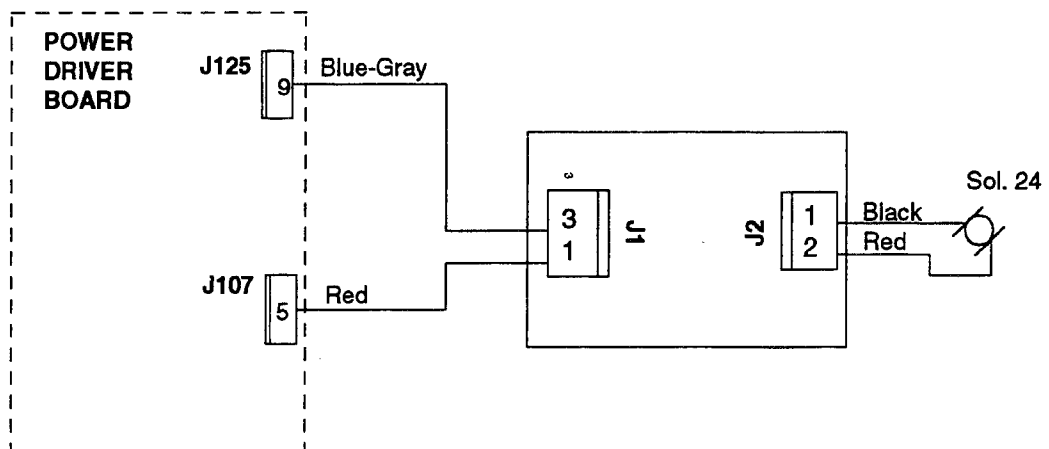 POWER
DRIVER
BOARD
J125
9
Blue-Gray
J107
5
Red
3
1
J1
J2
1
2
Black
Red
Sol. 24